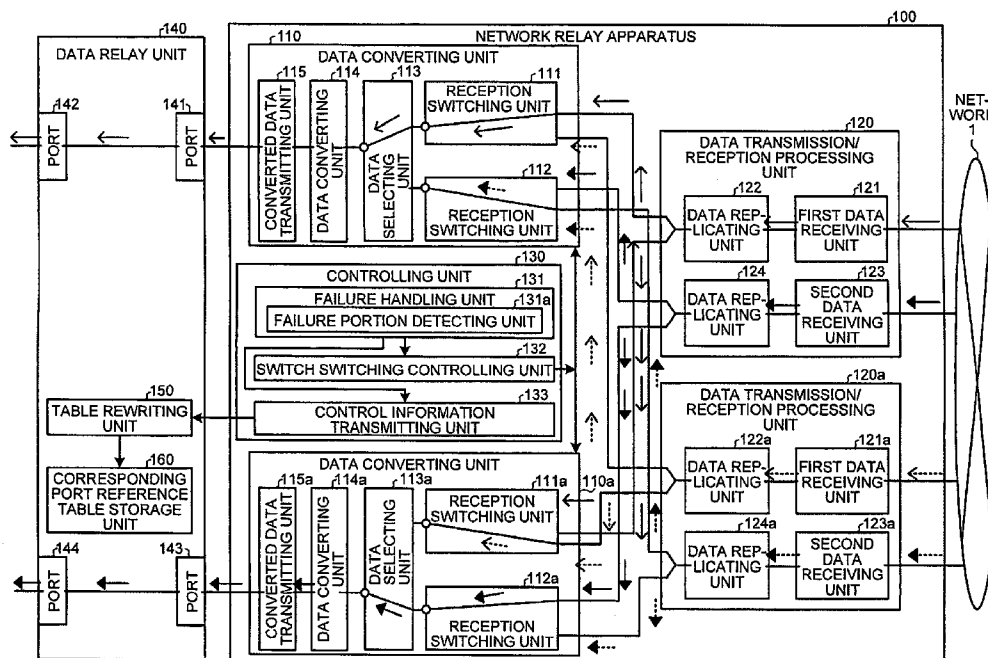 100
NETWORK RELAY APPARATUS
140
DATA RELAY UNIT
142
PORT
141
PORT
110
DATA CONVERTING UNIT
115
CONVERTED DATA
TRANSMITTING UNIT
114
DATA CONVERTING
UNIT
113
DATA SELECTING
UNIT
111
RECEPTION
SWITCHING UNIT
112
RECEPTION
SWITCHING UNIT
120
DATA TRANSMISSION/
RECEPTION PROCESSING
UNIT
122
DATA REP-
LICATING
UNIT
121
FIRST DATA
RECEIVING
UNIT
124
DATA REP-
LICATING
UNIT
123
SECOND
DATA
RECEIVING
UNIT
NET-
WORK
1
130
CONTROLLING UNIT
131
FAILURE HANDLING UNIT
131a
FAILURE PORTION DETECTING UNIT
132
SWITCH SWITCHING CONTROLLING UNIT
133
CONTROL INFORMATION
TRANSMITTING UNIT
150
TABLE REWRITING
UNIT
160
CORRESPONDING
PORT REFERENCE
TABLE STORAGE
UNIT
144
PORT
143
PORT
110a
DATA CONVERTING UNIT
115a
CONVERTED DATA
TRANSMITTING UNIT
114a
DATA CONVERTING
UNIT
113a
DATA SELECTING
UNIT
111a
RECEPTION
SWITCHING UNIT
112a
RECEPTION
SWITCHING UNIT
120a
DATA TRANSMISSION/
RECEPTION PROCESSING
UNIT
122a
DATA REP-
LICATING
UNIT
121a
FIRST DATA
RECEIVING
UNIT
124a
DATA REP-
LICATING
UNIT
123a
SECOND
DATA
RECEIVING
UNIT